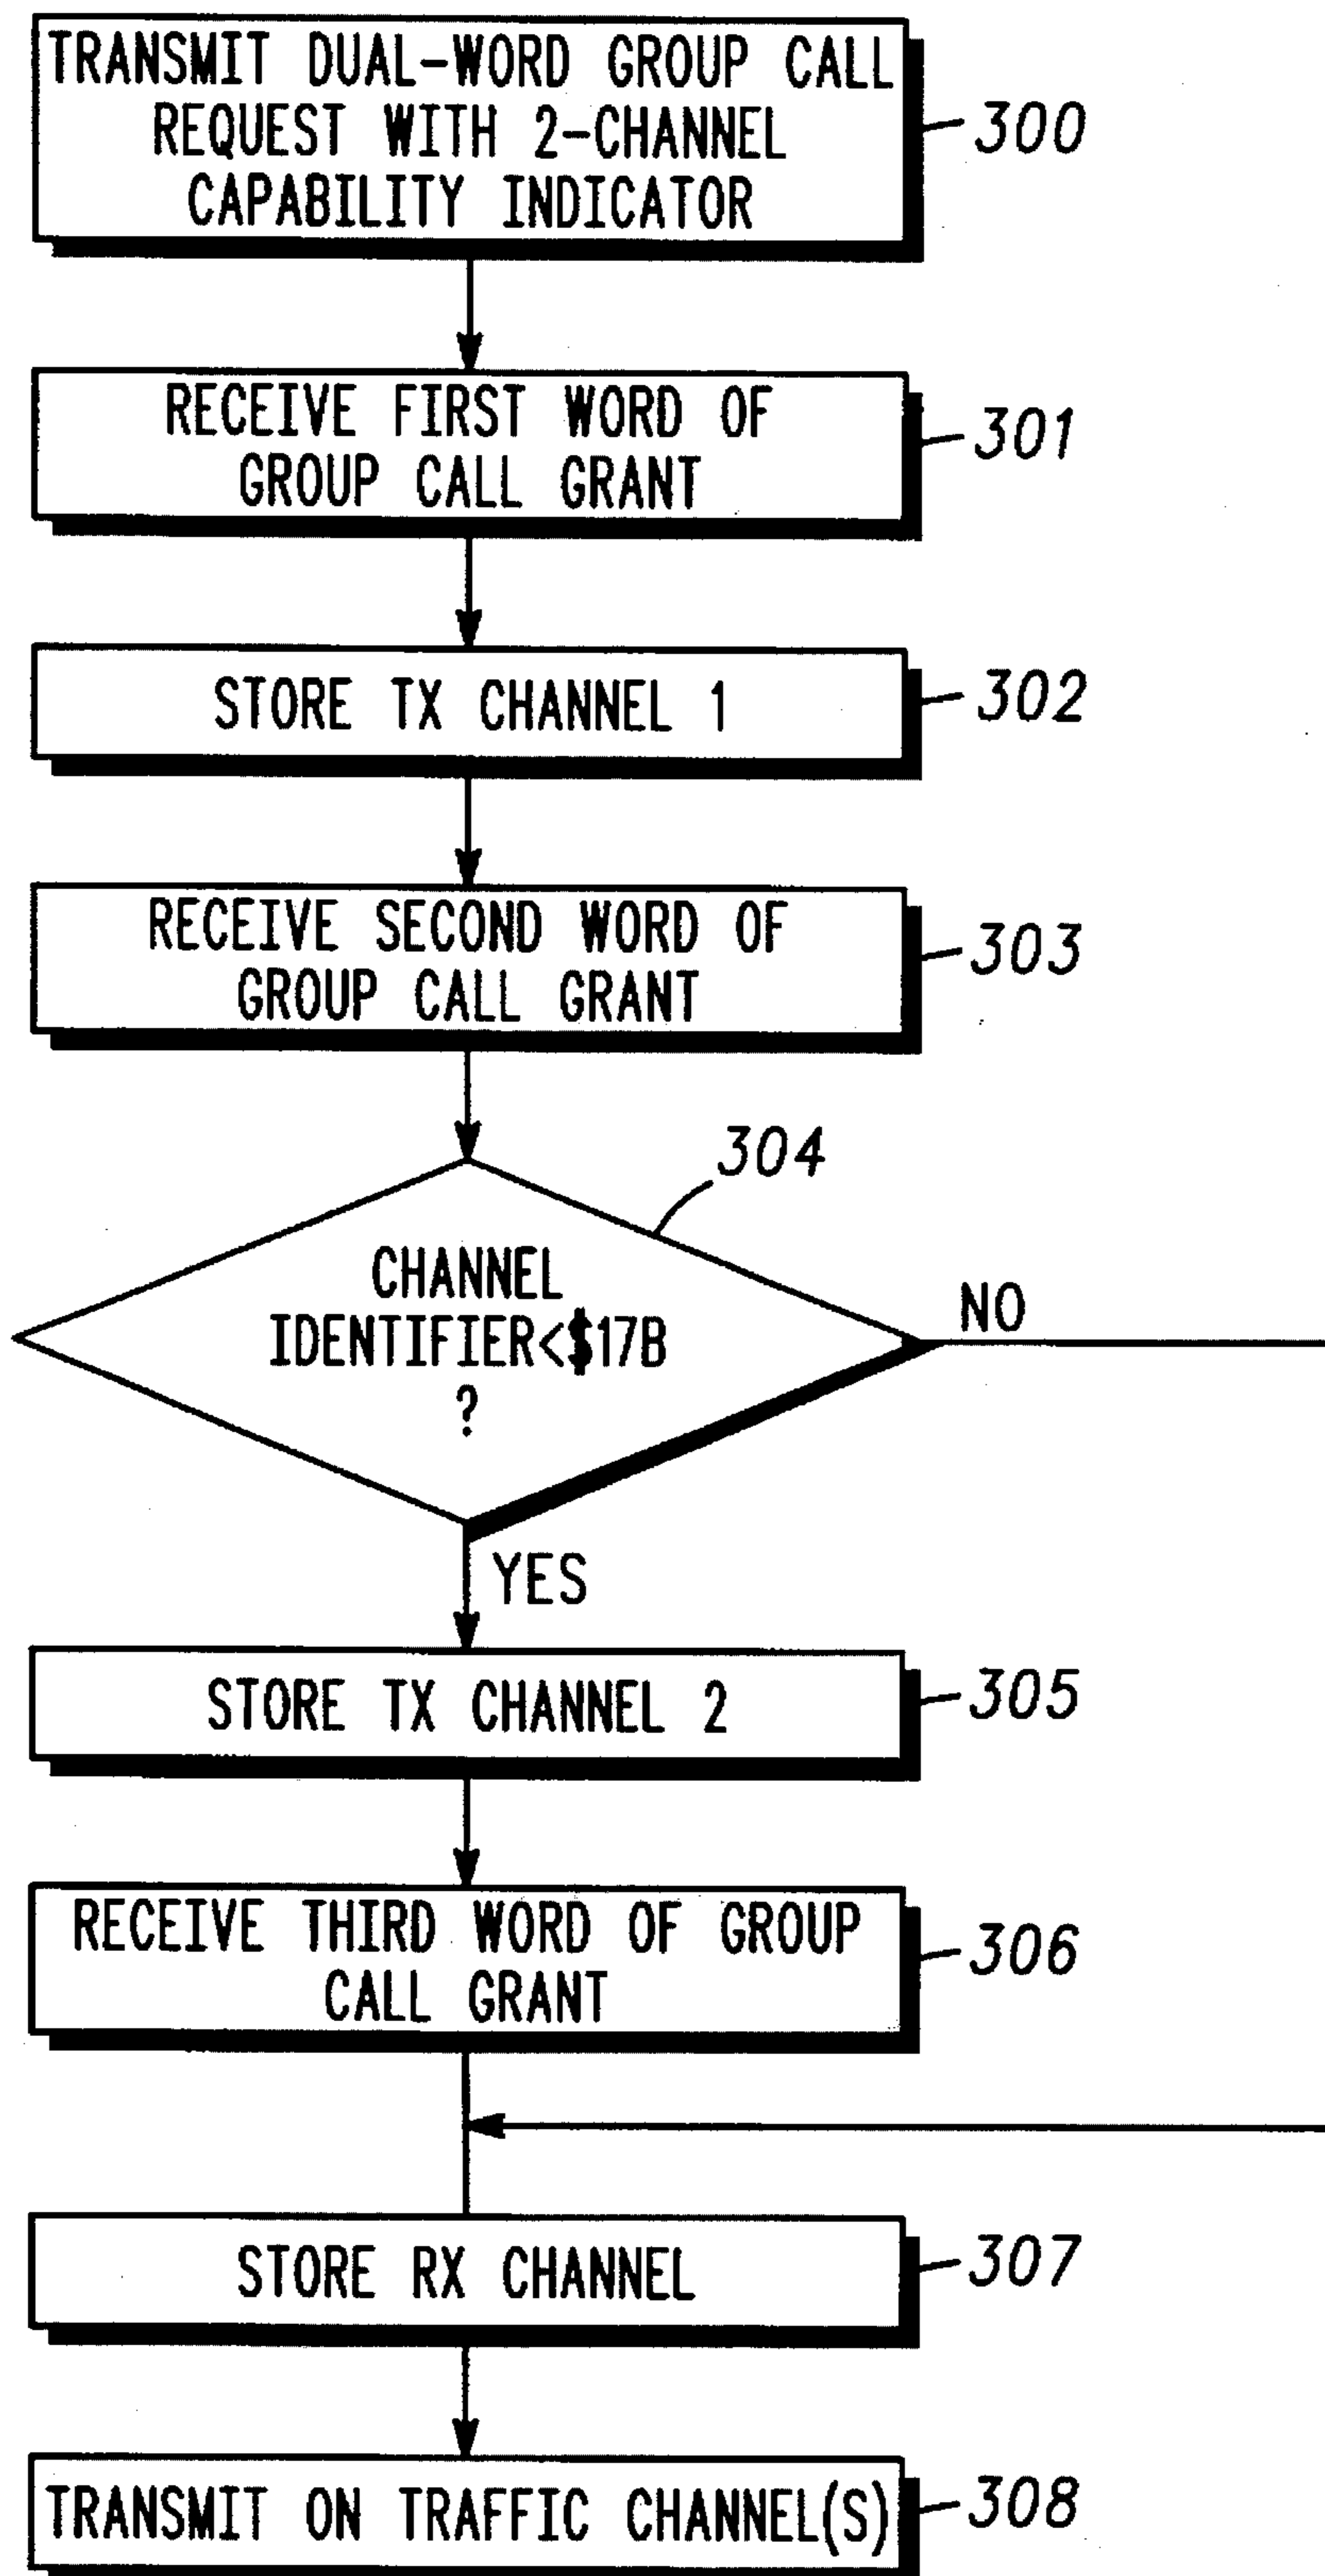 TRANSMIT DUAL-WORD GROUP CALL
REQUEST WITH 2-CHANNEL
CAPABILITY INDICATOR
300
RECEIVE FIRST WORD OF
GROUP CALL GRANT
301
STORE TX CHANNEL 1
302
RECEIVE SECOND WORD OF
GROUP CALL GRANT
303
304
CHANNEL
IDENTIFIER<$17B
?
NO
YES
STORE TX CHANNEL 2
305
RECEIVE THIRD WORD OF GROUP
CALL GRANT
306
STORE RX CHANNEL
307
TRANSMIT ON TRAFFIC CHANNEL(S)
308